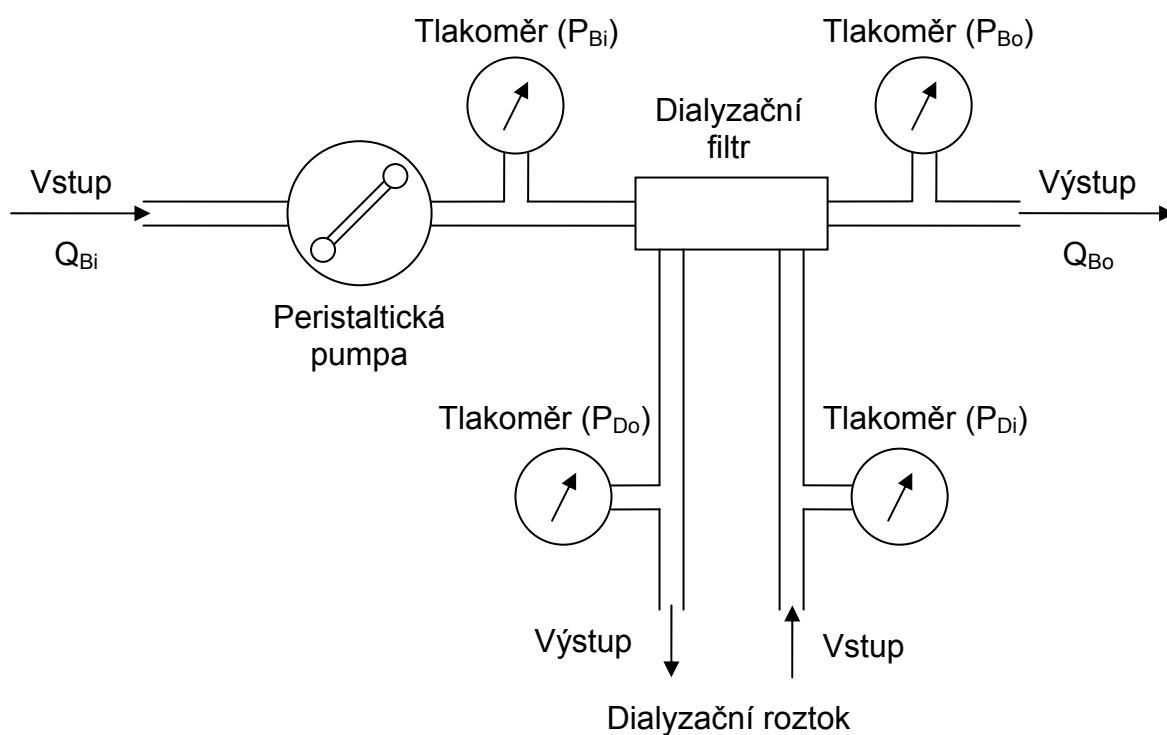 Tlakoměr (PBi)
Tlakoměr (PBo)
Dialyzační
filtr
Vstup
QBi
Výstup
QBo
Peristaltická
pumpa
Tlakoměr (PDo)
Tlakoměr (PDi)
Výstup
Vstup
Dialyzační roztok